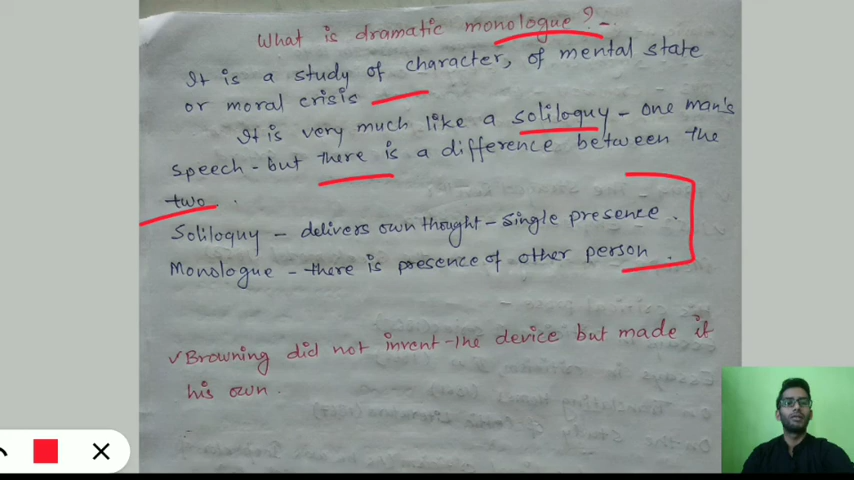 What is dramatic monologue? -.
It is a study of character, of mental state
or moral crisis
It is very much like a soliloquy - one man's
speech - but there is a difference between the
two.
Soliloquy - delivers own thought - single presence.
Monologue - there is presence of other person.
✓ Browning did not invent the device but made it
his own.